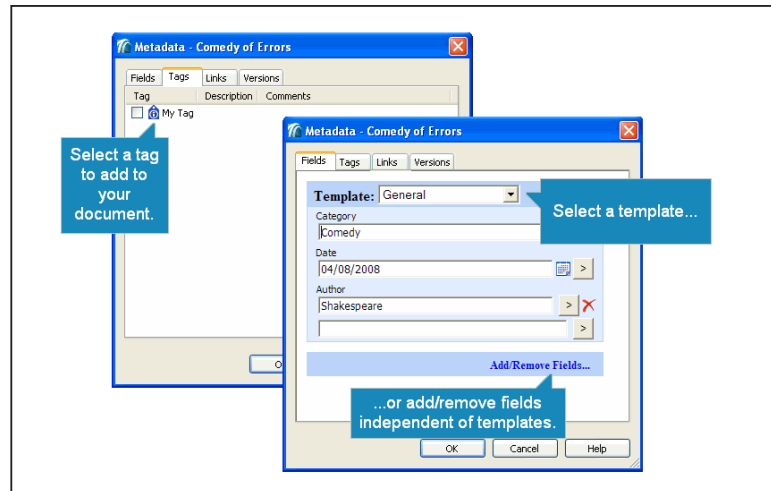 Metadata - Comedy of Errors
Fields Tags Links Versions
Tag Description Comments
My Tag
Select a tag
to add to
your
document.
O
Metadata - Comedy of Errors
Fields Tags Links Versions
Template: General
Select a template...
Category
Comedy
Date
04/08/2008
>
Author
Shakespeare
>
>
Add/Remove Fields...
...or add/remove fields
independent of templates.
OK Cancel Help